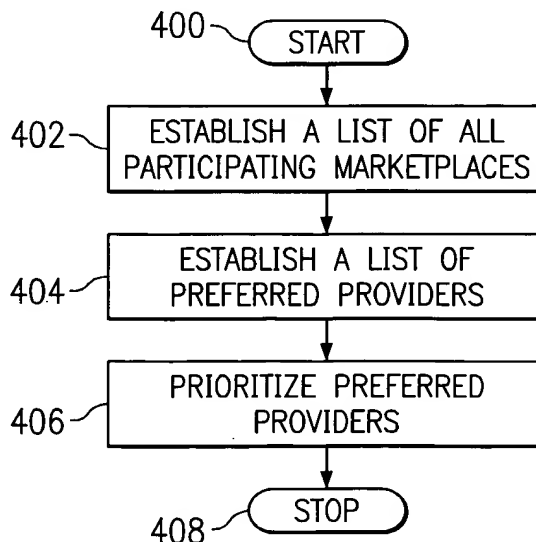 400
START
402
ESTABLISH A LIST OF ALL
PARTICIPATING MARKETPLACES
404
ESTABLISH A LIST OF
PREFERRED PROVIDERS
406
PRIORITIZE PREFERRED
PROVIDERS
408
STOP